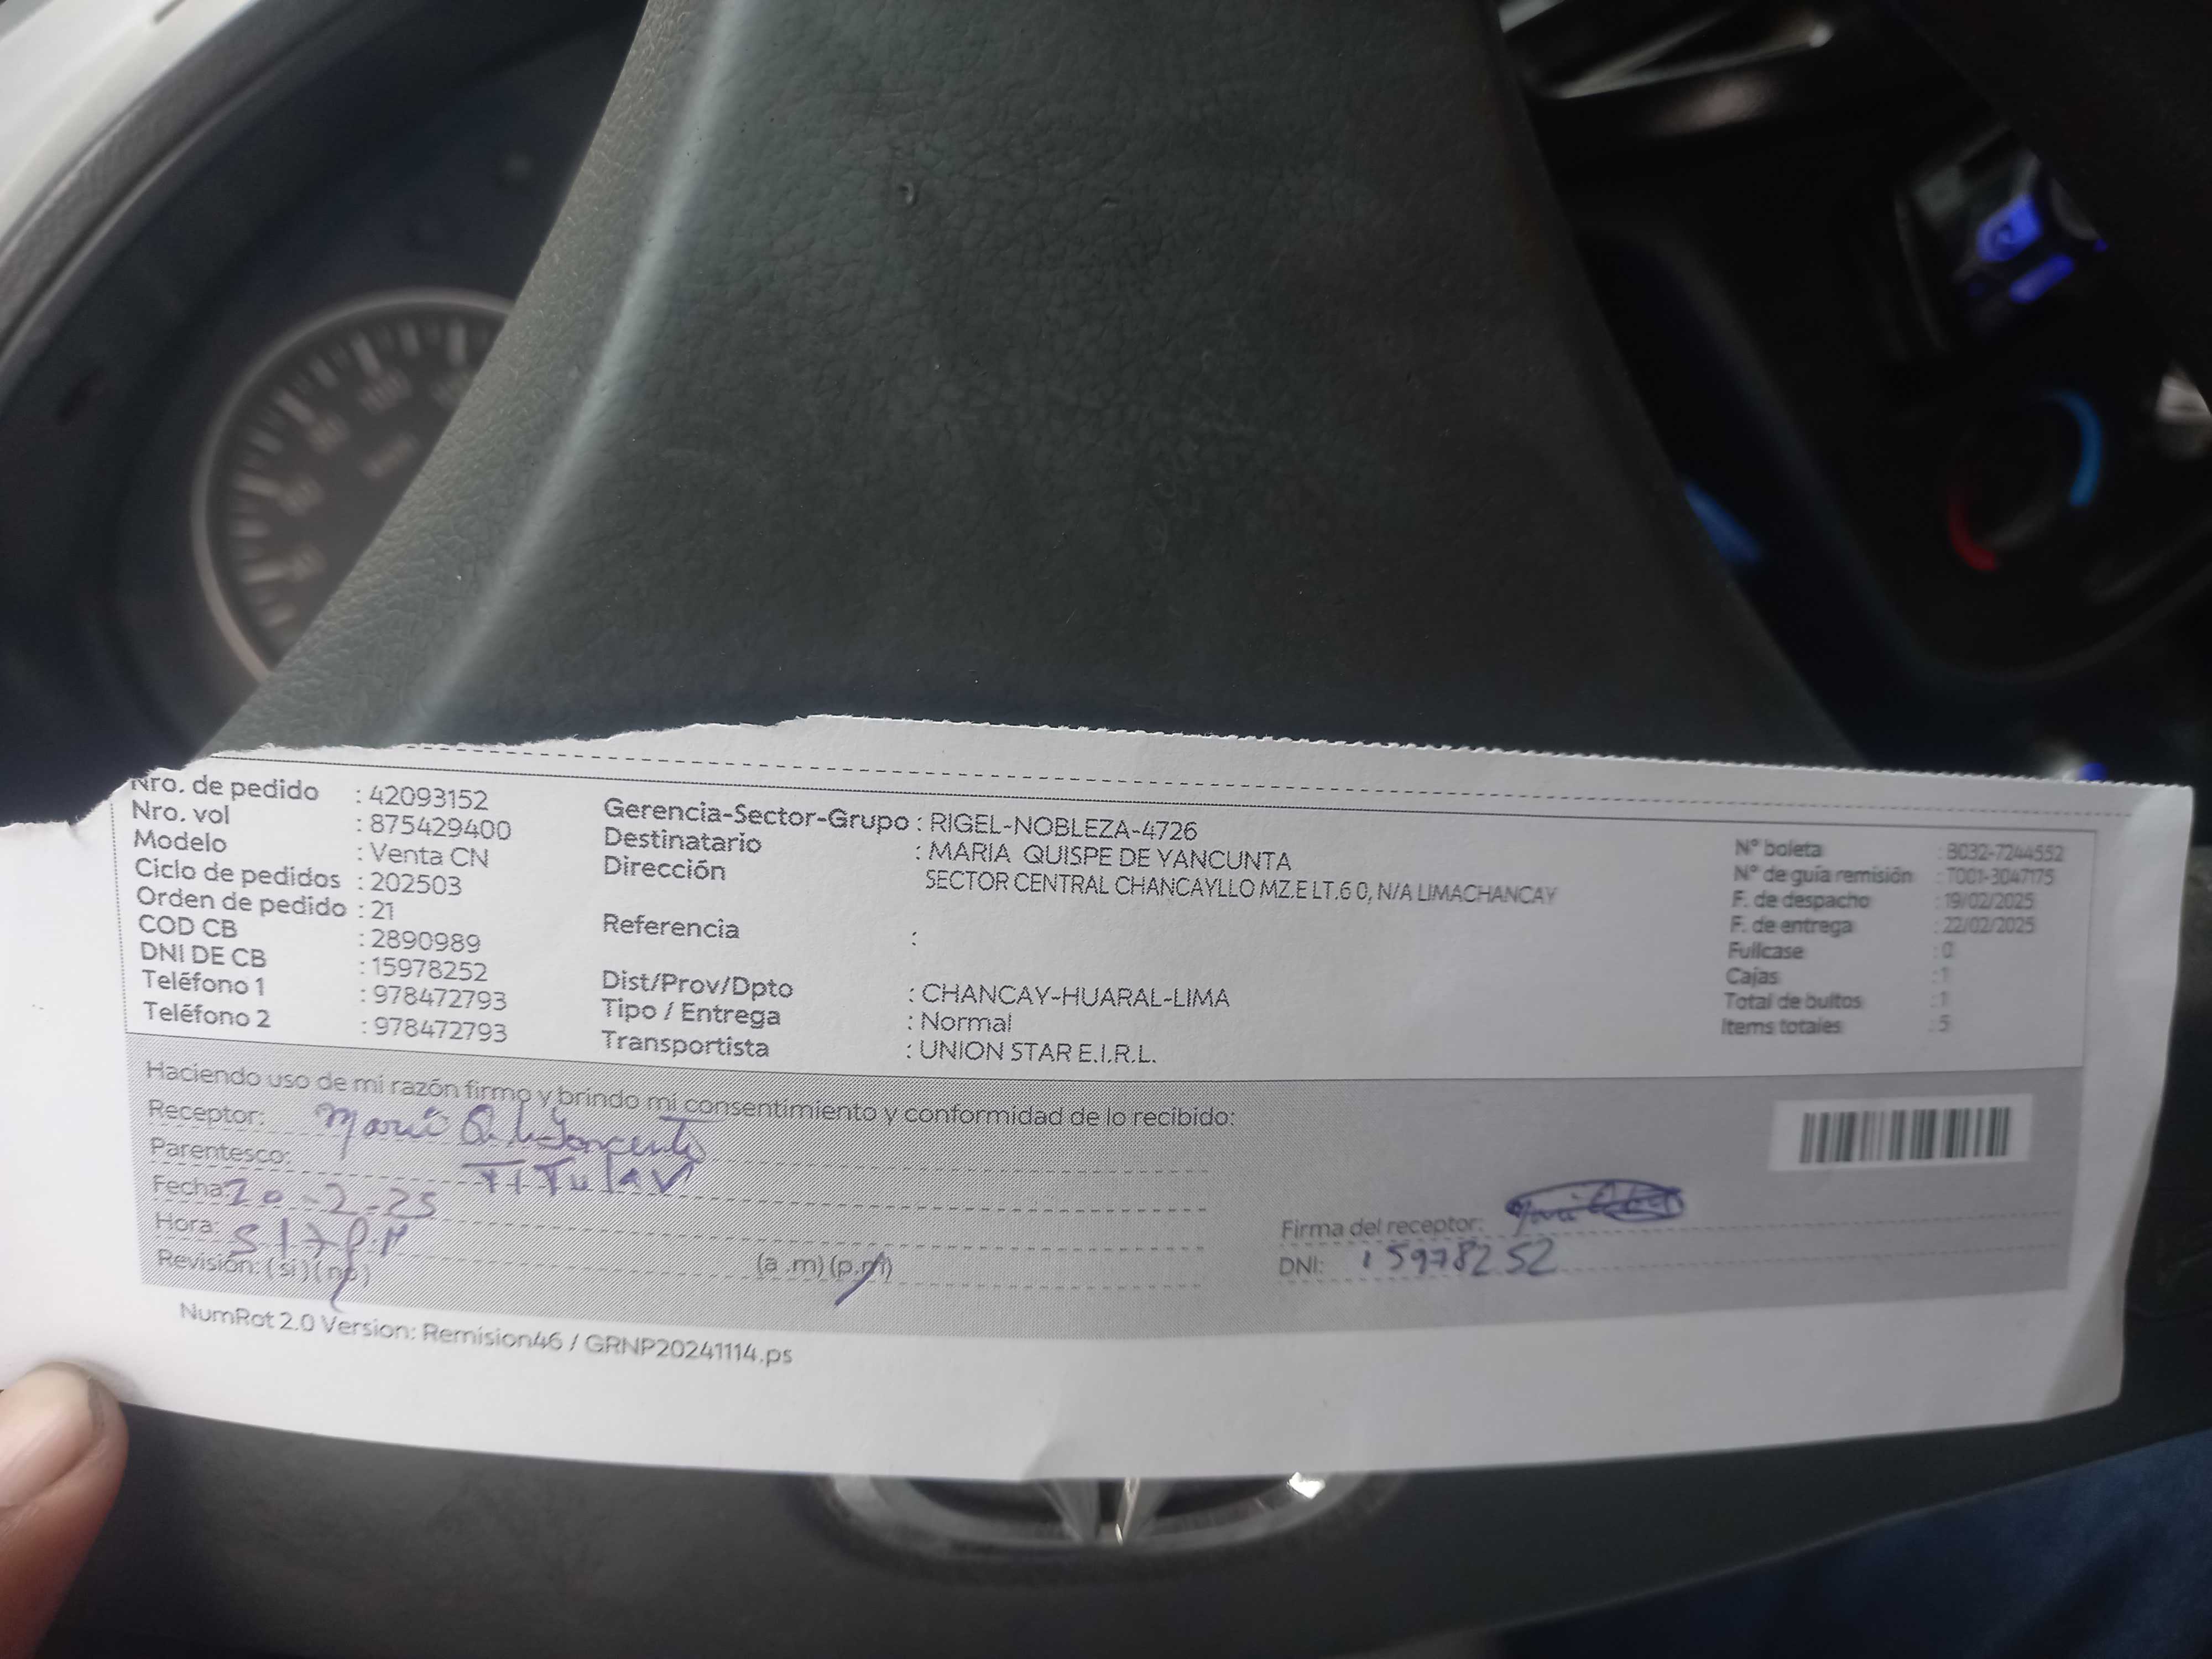 Nro. de pedido : 42093152
Nro. vol : 875429400
Modelo : Venta CN
Ciclo de pedidos : 202503
Orden de pedido : 21
COD CB : 2890989
DNI DE CB : 15978252
Teléfono 1 : 978472793
Teléfono 2 : 978472793
Gerencia-Sector-Grupo : RIGEL-NOBLEZA-4726
Destinatario : MARIA QUISPE DE YANCUNTA
Dirección SECTOR CENTRAL CHANCAYLLO MZ.E LT.6 0, N/A LIMACHANCAY
Referencia :
Dist/Prov/Dpto : CHANCAY-HUARAL-LIMA
Tipo / Entrega : Normal
Transportista : UNION STAR E.I.R.L.
N° boleta : B032-7244552
N° de guía remisión : T001-3047175
F. de despacho : 19/02/2025
F. de entrega : 22/02/2025
Fullcase : 0
Cajas : 1
Total de bultos : 1
Items totales : 5
Haciendo uso de mi razón firmo y brindo mi consentimiento y conformidad de lo recibido:
Receptor: Maria Q. de Yancunta
Parentesco: TITular
Fecha: 20-2-25
Hora: 517 p.m (a .m) (p.m)
Revisión: (si) (no)
Firma del receptor:
DNI: 15978252
NumRot 2.0 Version: Remision46 / GRNP20241114.ps